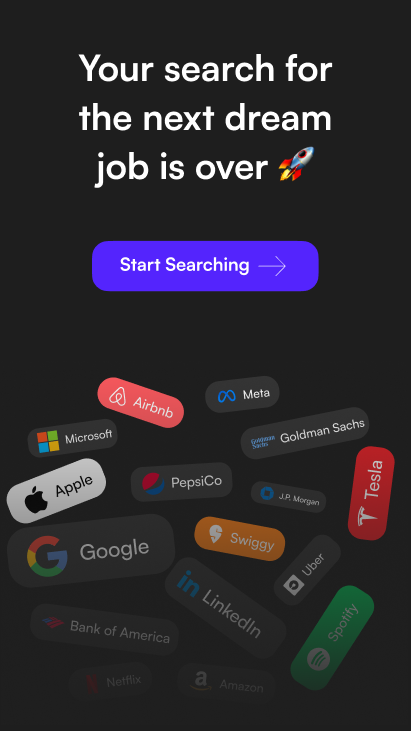 Your search for
the next dream
job is over 🚀
Start Searching →
Airbnb
Meta
Microsoft
Goldman Sachs
Goldman Sachs
Tesla
Apple
PepsiCo
J.P. Morgan
Google
Swiggy
Uber
in LinkedIn
Spotify
Bank of America
Netflix
a Amazon